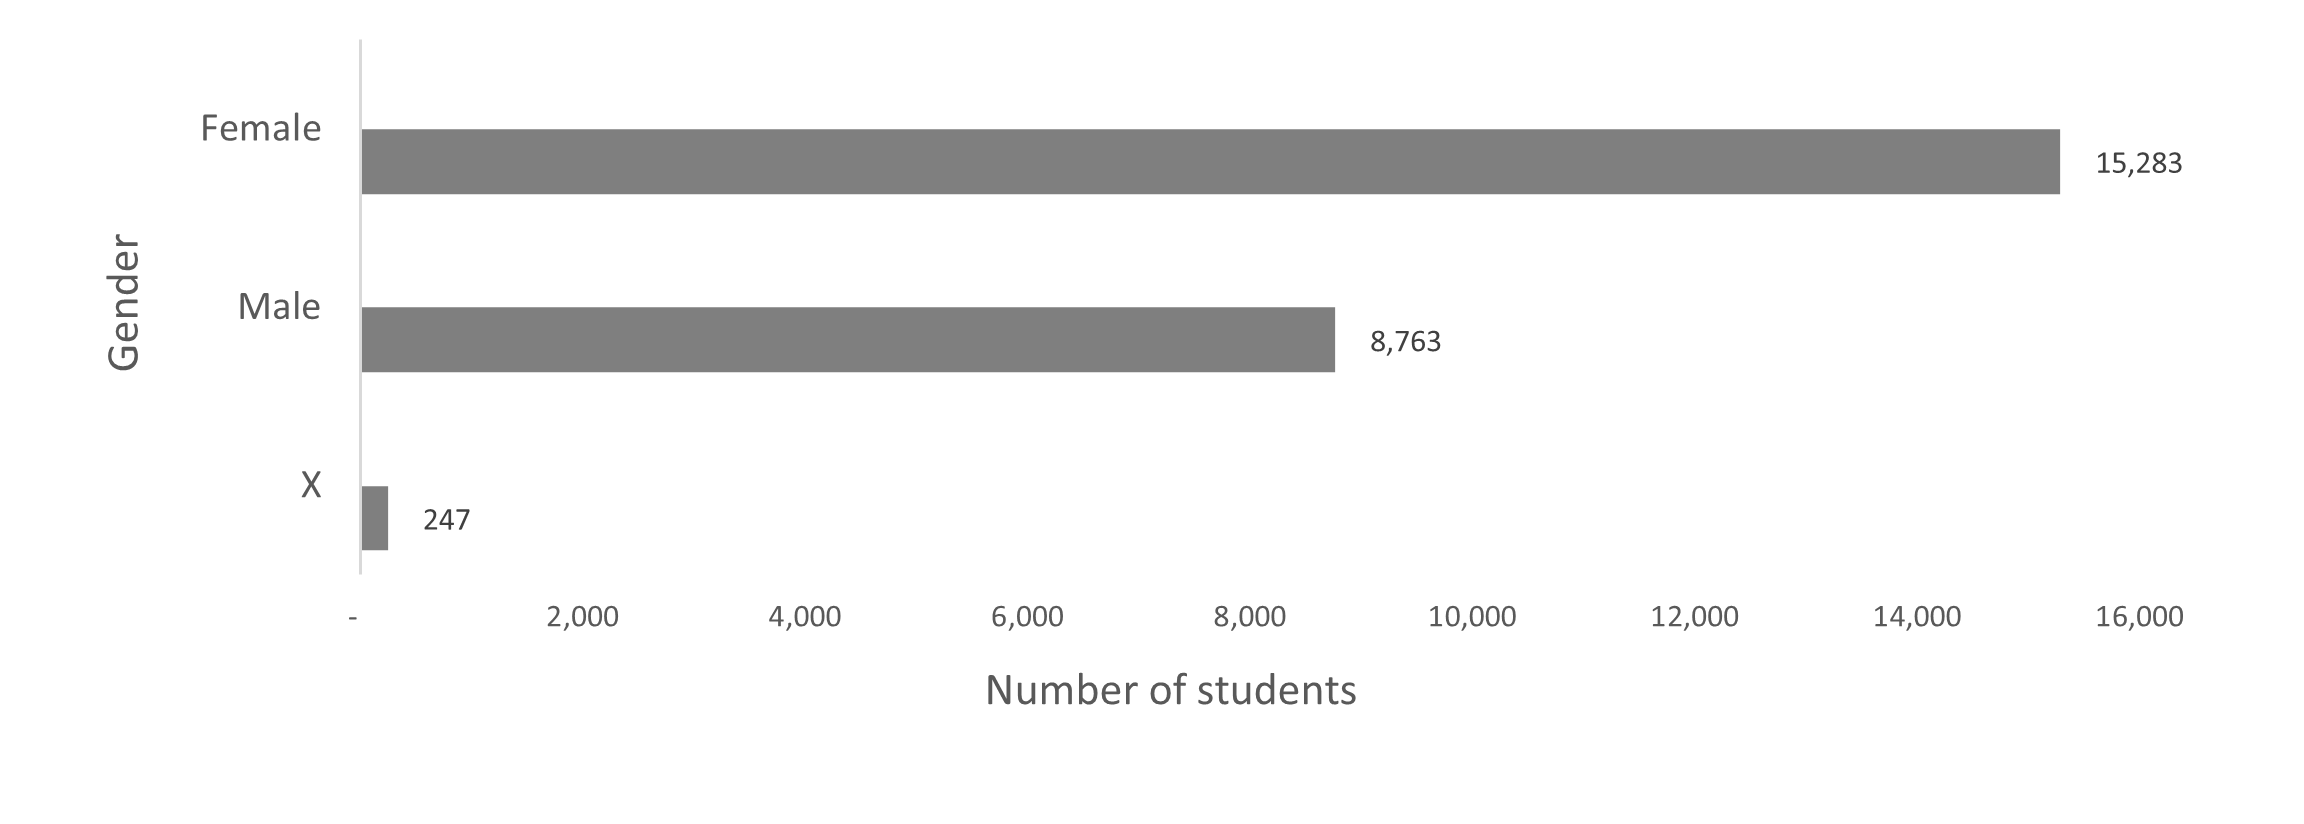 Gender
Female
15,283
Male
8,763
X
247
- 2,000 4,000 6,000 8,000 10,000 12,000 14,000 16,000
Number of students